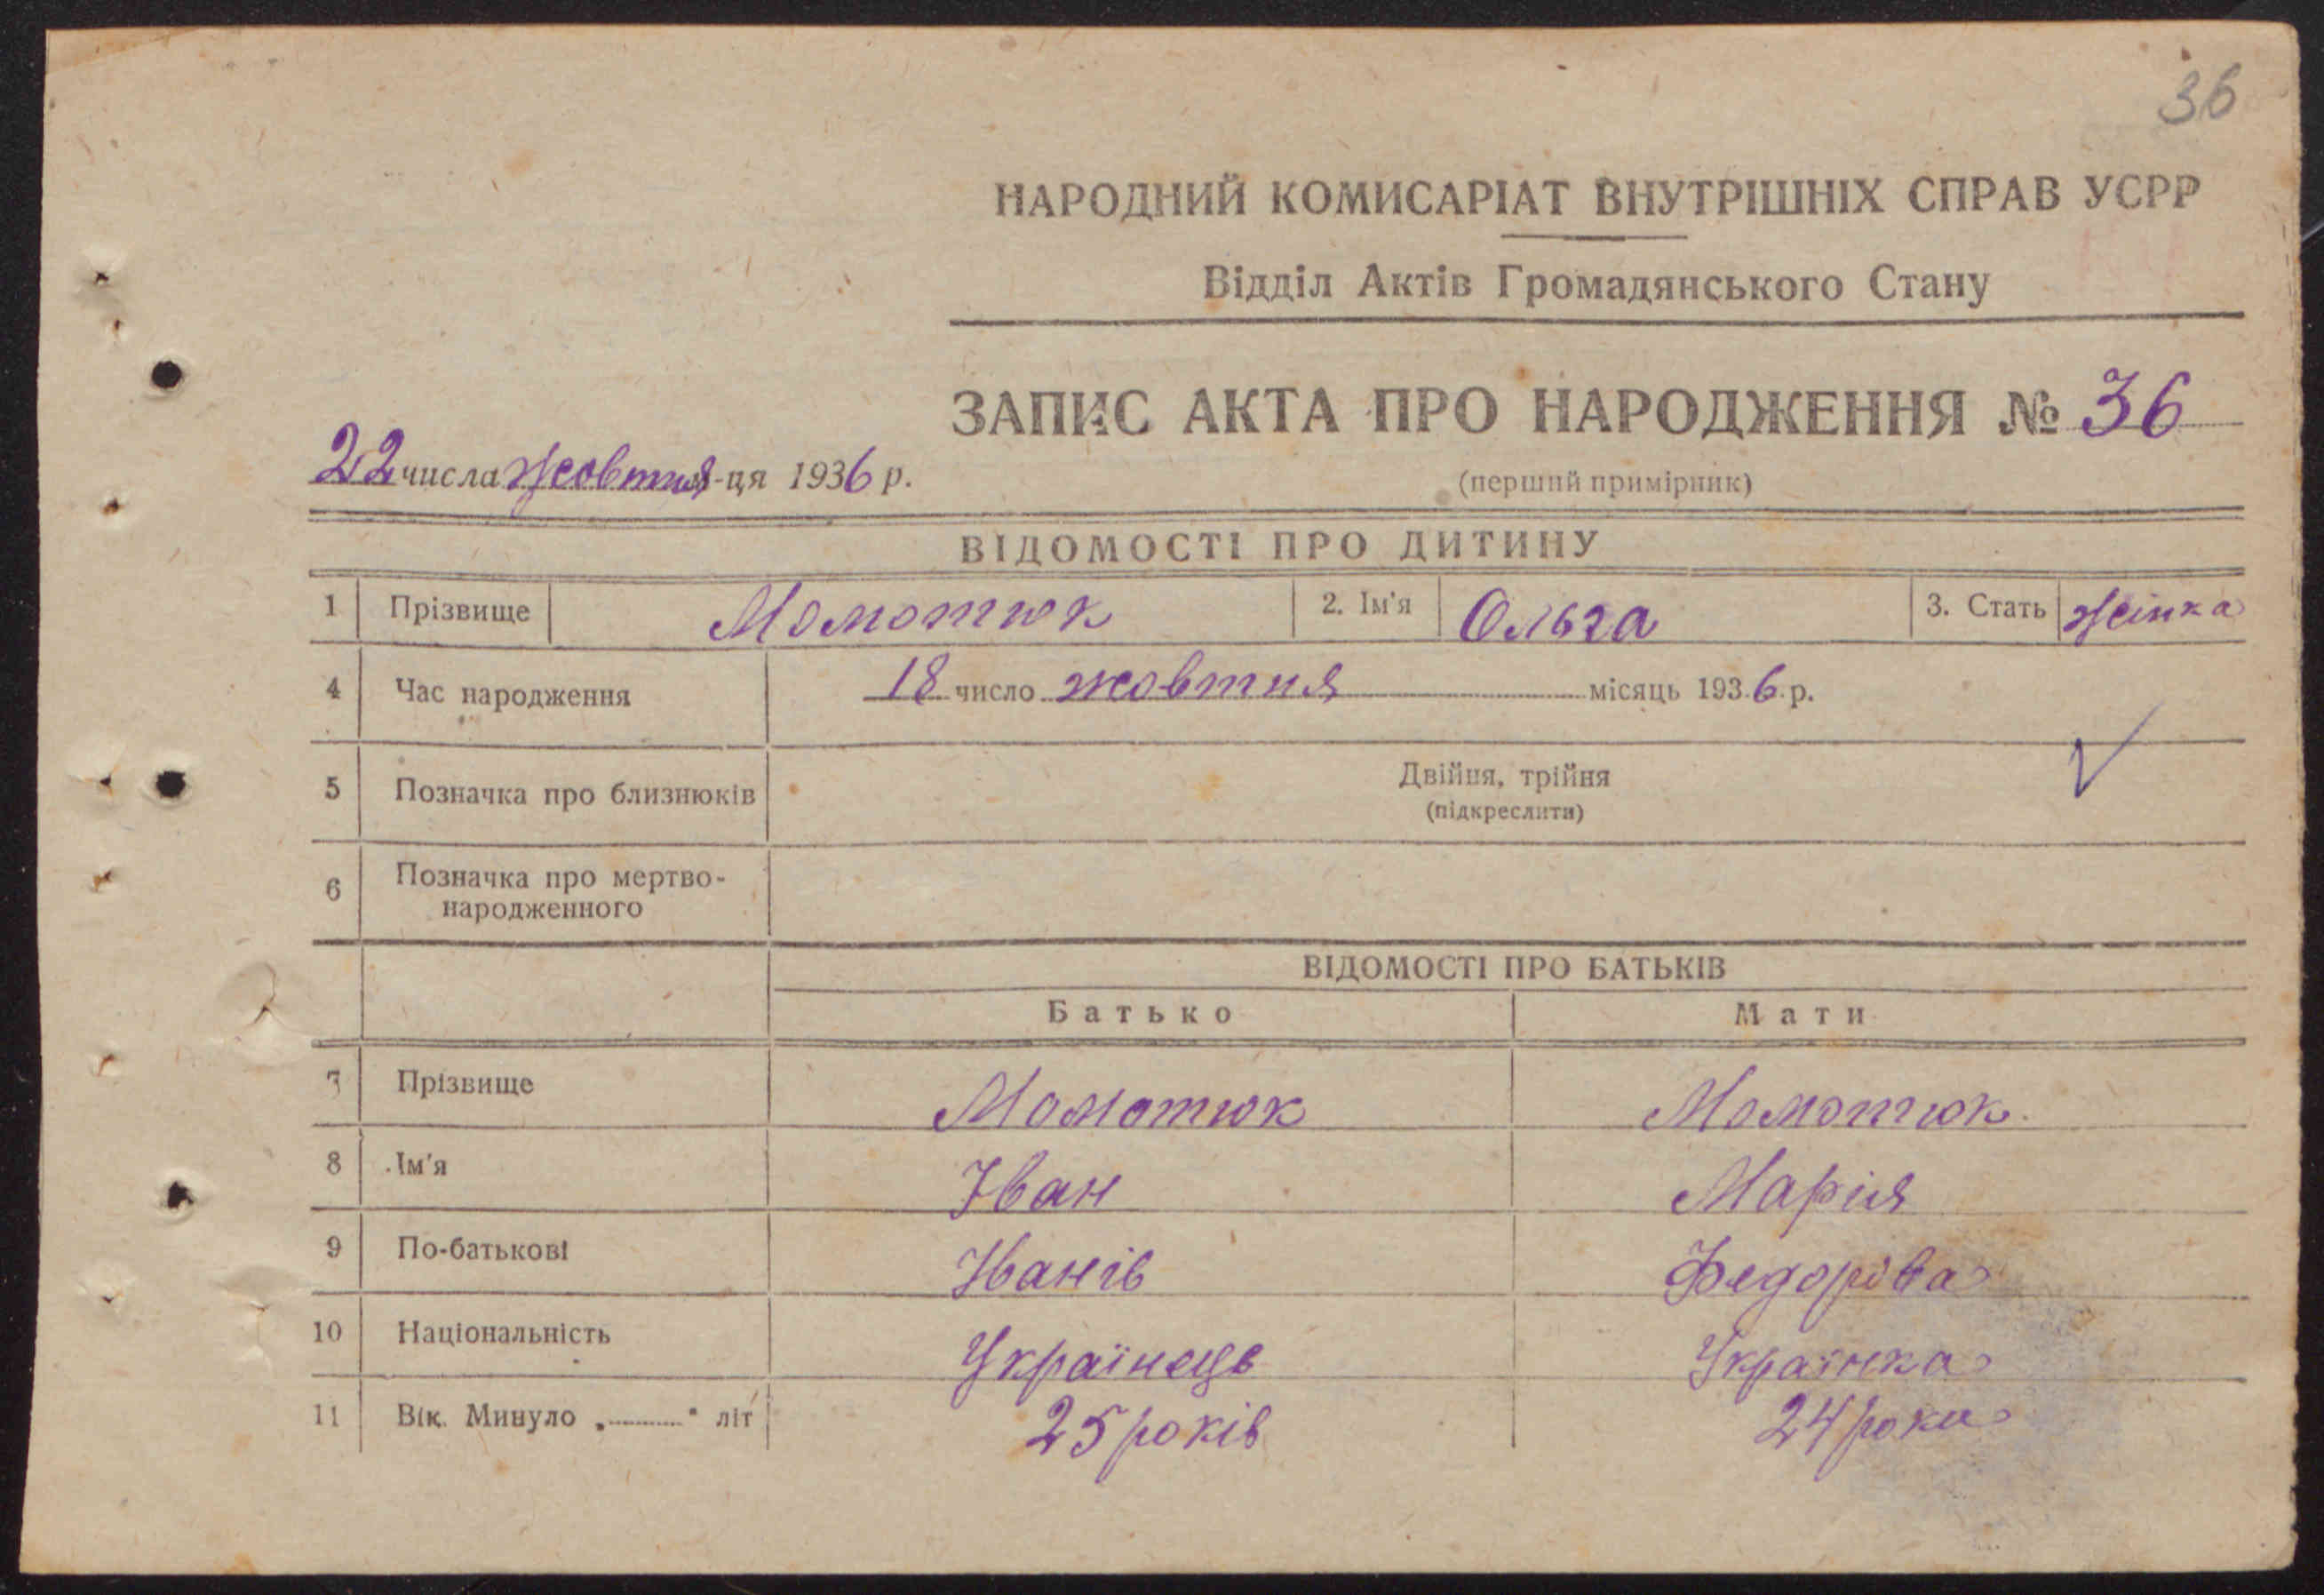 36
НАРОДНИЙ КОМИСАРІАТ ВНУТРІШНІХ СПРАВ УСРР
Відділ Актів Громадянського Стану
ЗАПИС АКТА ПРО НАРОДЖЕННЯ № 36
22 числа жовтня м-ця 1936 р.
(перший примірник)
ВІДОМОСТІ ПРО ДИТИНУ
1 Прізвище Момотюк 2. Ім'я Ольга 3. Стать жінка
4 Час народження 18 число жовтня місяць 1936 р.
5 Позначка про близнюків Двійня, трійня
(підкреслити)
6 Позначка про мертво-
народженного
ВІДОМОСТІ ПРО БАТЬКІВ
Батько Мати
7 Прізвище Момотюк Момотюк
8 Ім'я Іван Марія
9 По-батькові Іванів Федорова
10 Національність Українець Українка
11 Вік. Минуло „ " літ 25 років 24 роки